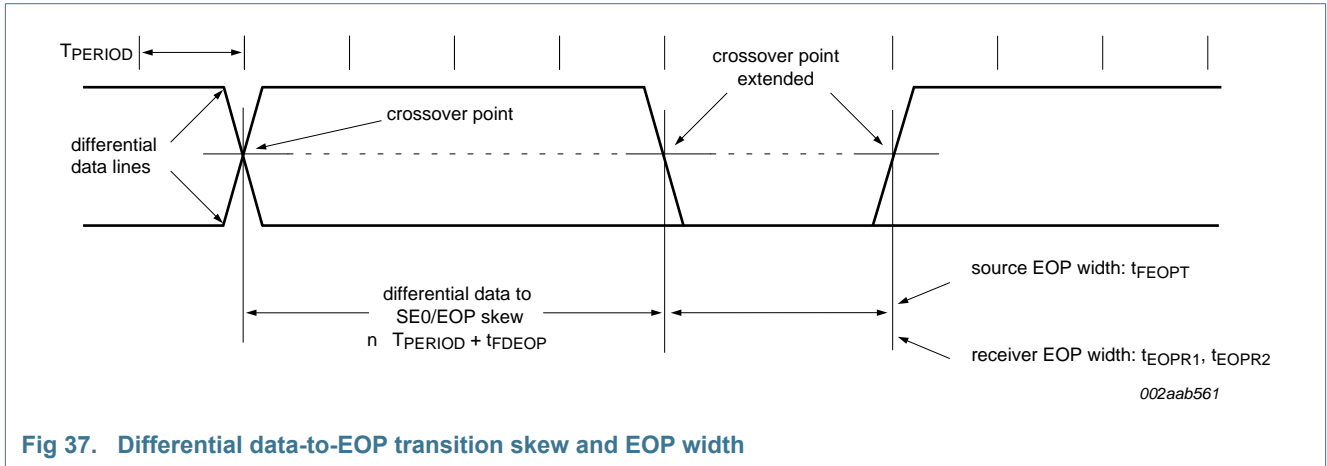 TPERIOD
crossover point
extended
crossover point
differential
data lines
source EOP width: tFEOPT
differential data to
SE0/EOP skew
n TPERIOD + tFDEOP
receiver EOP width: tEOPR1, tEOPR2
002aab561
Fig 37. Differential data-to-EOP transition skew and EOP width